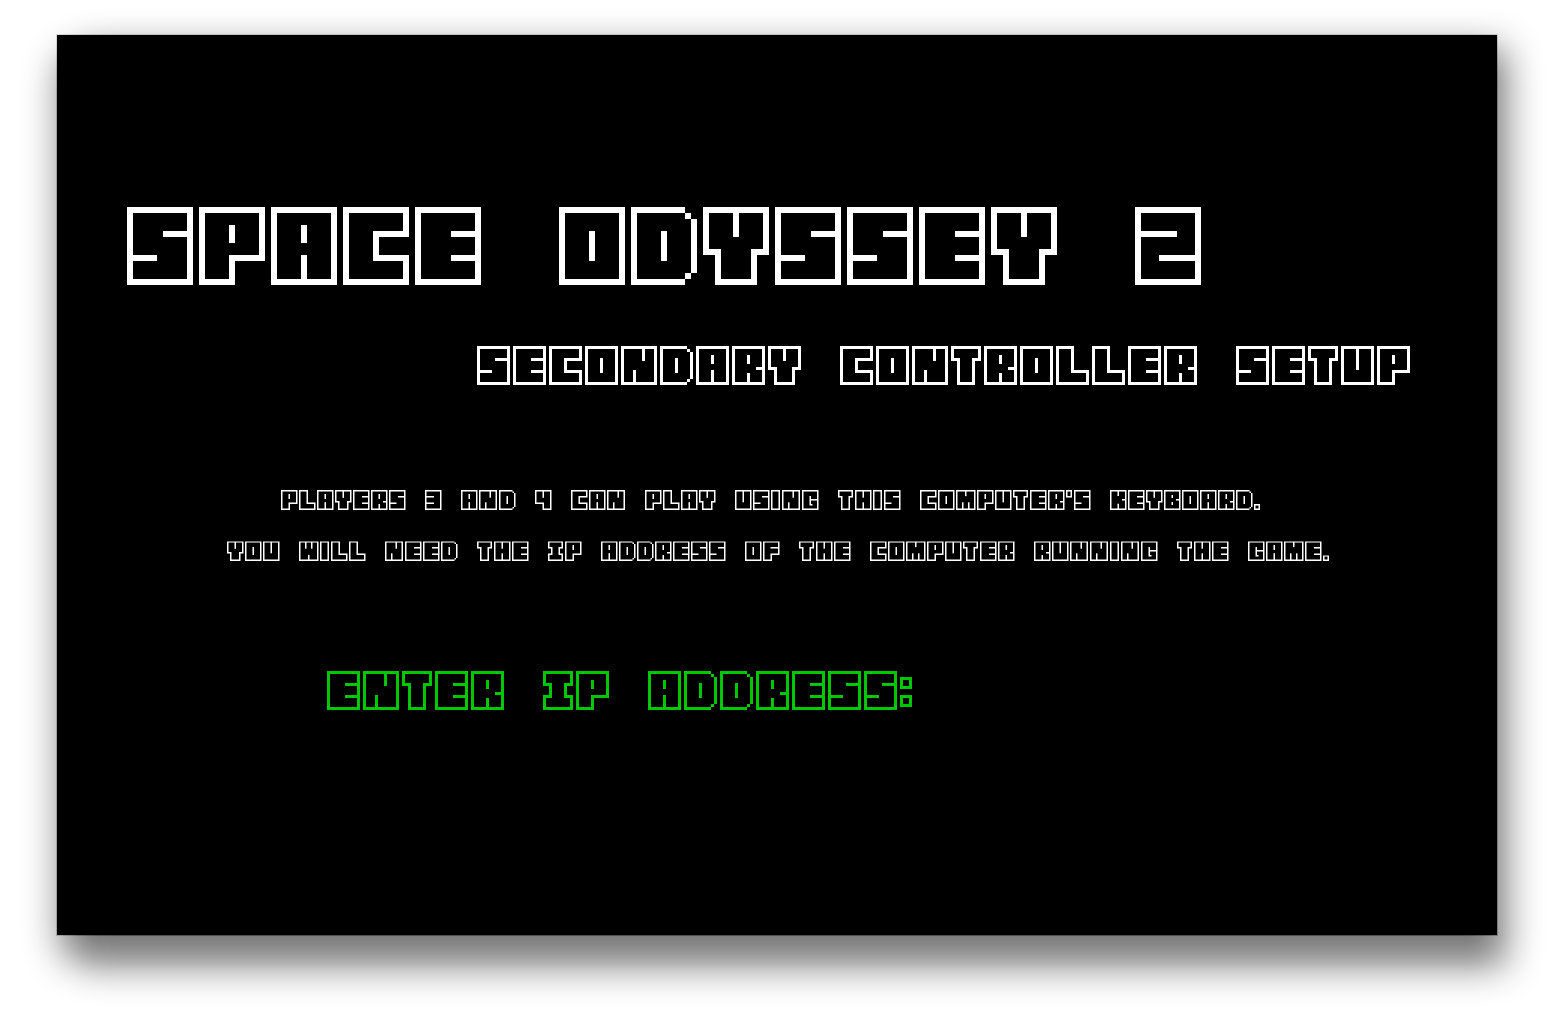 SPACE ODYSSEY 2
SECONDARY CONTROLLER SETUP
PLAYERS 3 AND 4 CAN PLAY USING THIS COMPUTER'S KEYBOARD.
YOU WILL NEED THE IP ADDRESS OF THE COMPUTER RUNNING THE GAME.
ENTER IP ADDRESS: